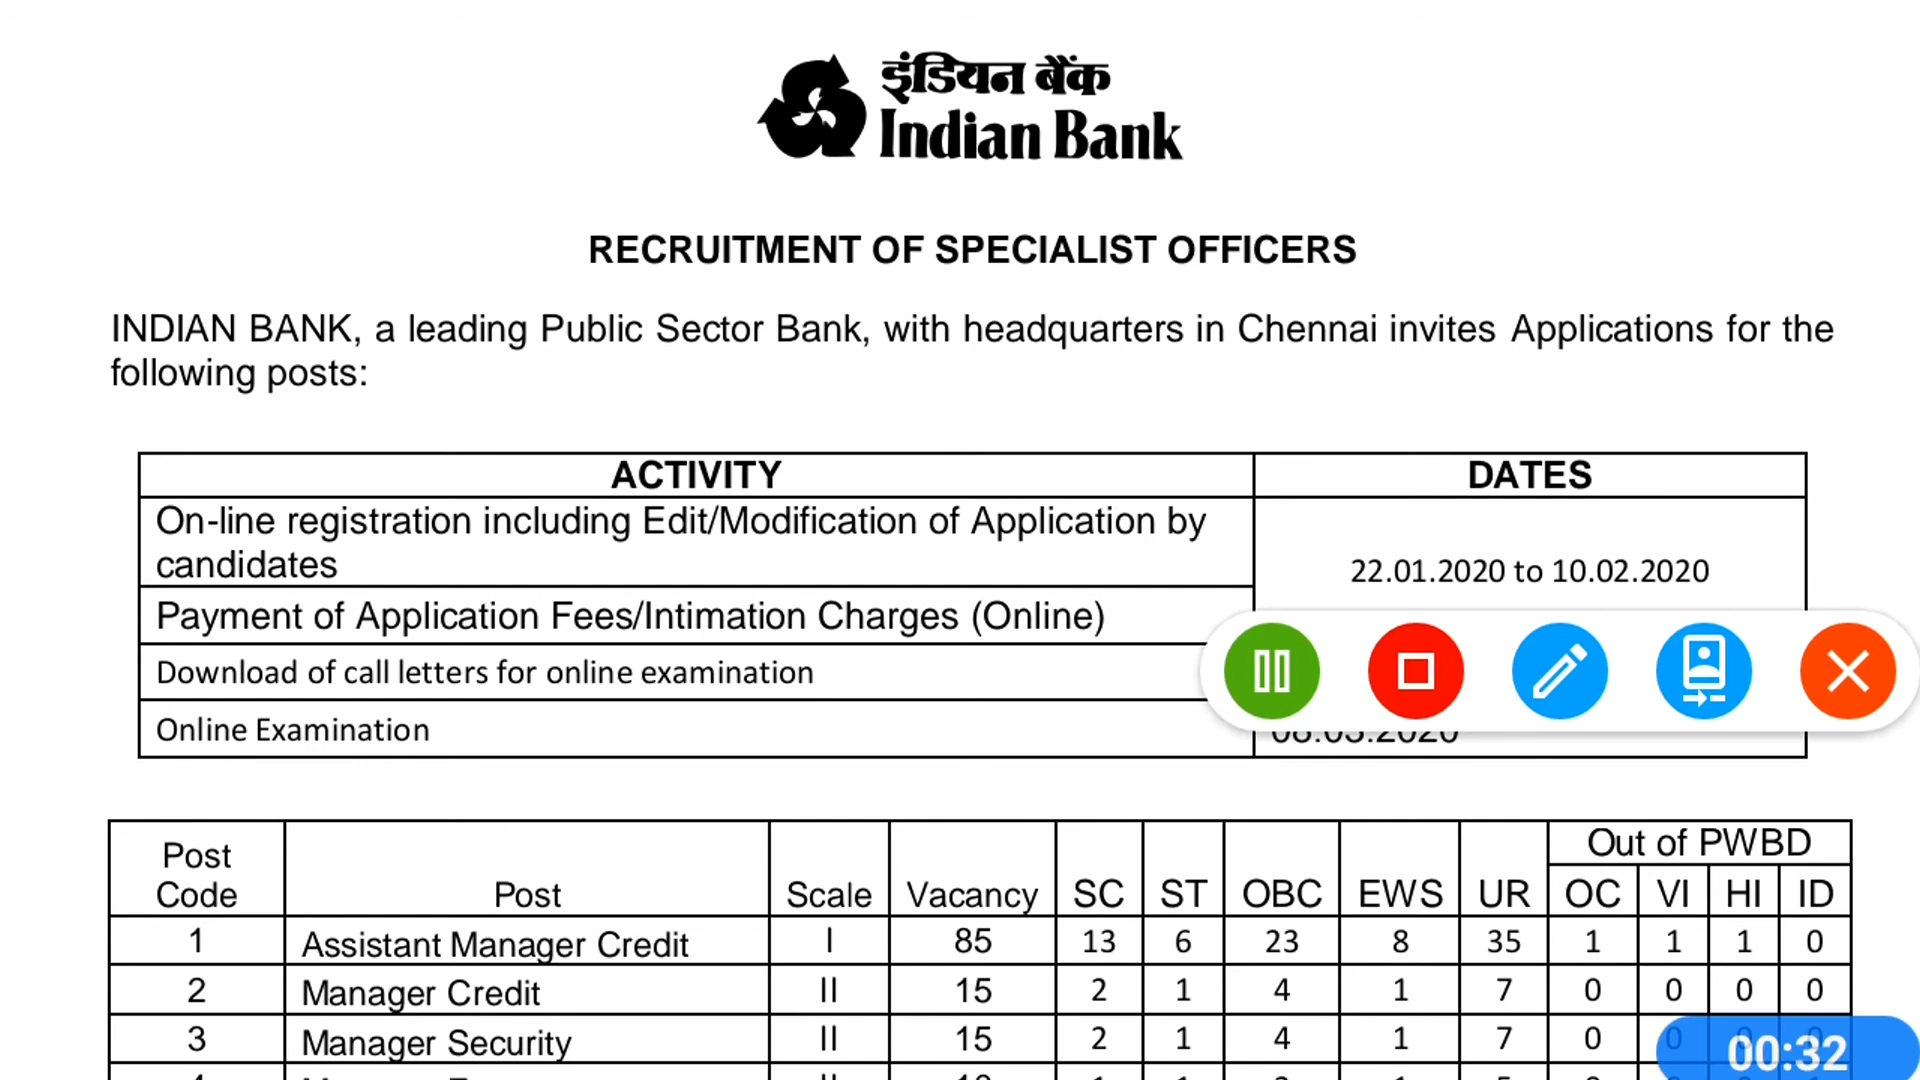 इंडियन बैंक
Indian Bank
RECRUITMENT OF SPECIALIST OFFICERS
INDIAN BANK, a leading Public Sector Bank, with headquarters in Chennai invites Applications for the
following posts:
ACTIVITY DATES
On-line registration including Edit/Modification of Application by
candidates
22.01.2020 to 10.02.2020
Payment of Application Fees/Intimation Charges (Online)
Download of call letters for online examination
Online Examination 08.03.2020
Out of PWBD
Post
Code Post Scale Vacancy SC ST OBC EWS UR OC VI HI ID
1 Assistant Manager Credit I 85 13 6 23 8 35 1 1 1 0
2 Manager Credit II 15 2 1 4 1 7 0 0 0 0
3 Manager Security II 15 2 1 4 1 7 0 0 0 0
00:32